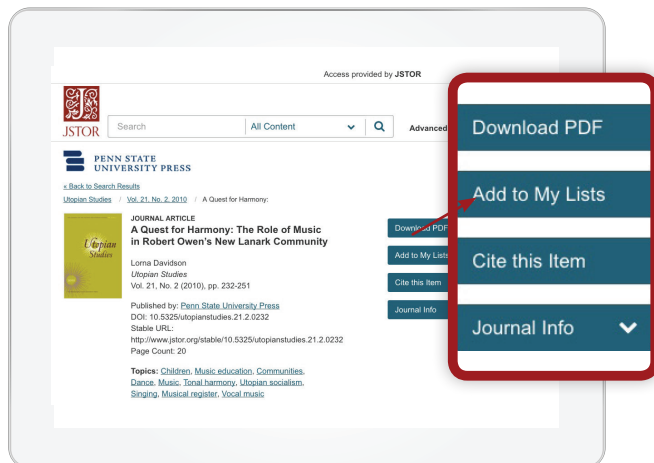 Access provided by JSTOR
JSTOR
Search
All Content
Advanced
PENN STATE
UNIVERSITY PRESS
« Back to Search Results
Utopian Studies / Vol. 21, No. 2, 2010 / A Quest for Harmony:
Utopian
Studies
JOURNAL ARTICLE
A Quest for Harmony: The Role of Music
in Robert Owen's New Lanark Community
Lorna Davidson
Utopian Studies
Vol. 21, No. 2 (2010), pp. 232-251
Published by: Penn State University Press
DOI: 10.5325/utopianstudies.21.2.0232
Stable URL:
http://www.jstor.org/stable/10.5325/utopianstudies.21.2.0232
Page Count: 20
Topics: Children, Music education, Communities,
Dance, Music, Tonal harmony, Utopian socialism,
Singing, Musical register, Vocal music
Download PDF
Add to My Lists
Cite this Item
Journal Info
Download PDF
Add to My Lists
Cite this Item
Journal Info